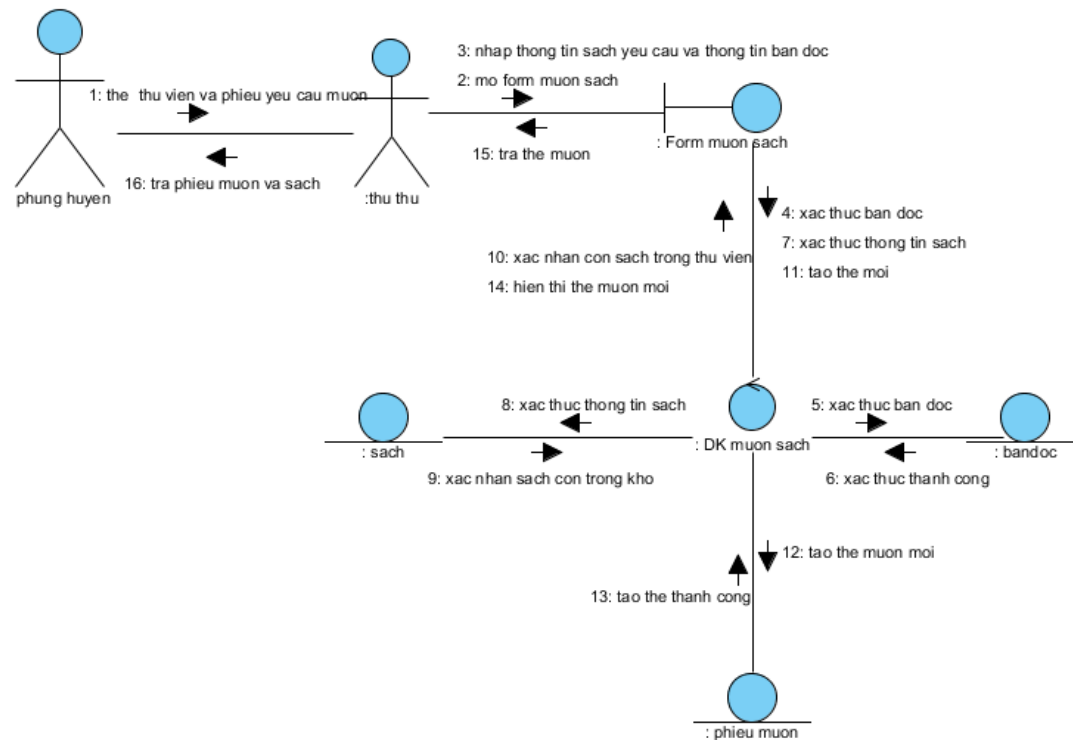 3: nhap thong tin sach yeu cau va thong tin ban doc
2: mo form muon sach
1: the thu vien va phieu yeu cau muon
15: tra the muon
: Form muon sach
16: tra phieu muon va sach
phung huyen
:thu thu
4: xac thuc ban doc
7: xac thuc thong tin sach
11: tao the moi
10: xac nhan con sach trong thu vien
14: hien thi the muon moi
8: xac thuc thong tin sach
5: xac thuc ban doc
: sach
: DK muon sach
: bandoc
9: xac nhan sach con trong kho
6: xac thuc thanh cong
12: tao the muon moi
13: tao the thanh cong
: phieu muon